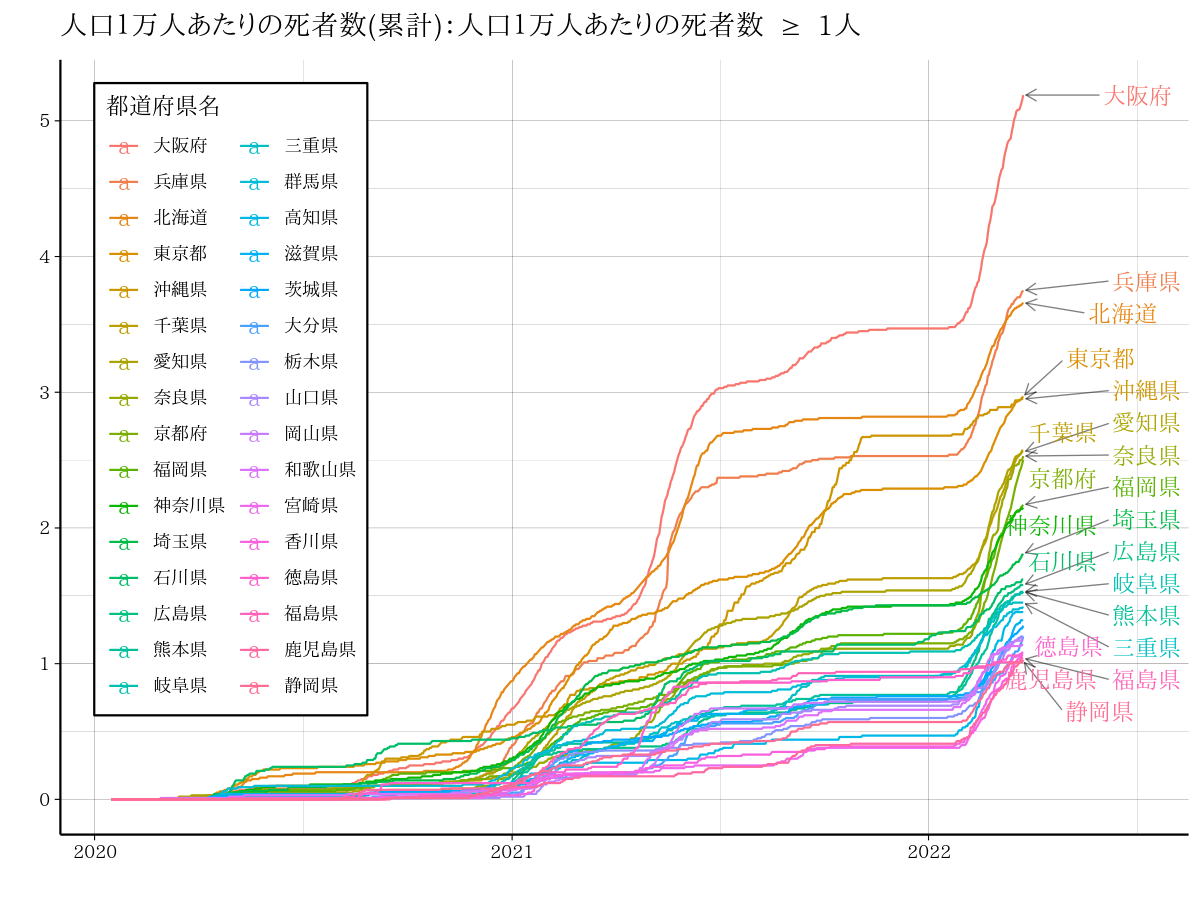 人口1万人あたりの死者数(累計):人口1万人あたりの死者数 ≥ 1人
都道府県名
a 大阪府
a 兵庫県
a 北海道
a 東京都
a 沖縄県
a 千葉県
a 愛知県
a 奈良県
a 京都府
a 福岡県
a 神奈川県
a 埼玉県
a 石川県
a 広島県
a 熊本県
a 岐阜県
a 三重県
a 群馬県
a 高知県
a 滋賀県
a 茨城県
a 大分県
a 栃木県
a 山口県
a 岡山県
a 和歌山県
a 宮崎県
a 香川県
a 徳島県
a 福島県
a 鹿児島県
a 静岡県
5
4
3
2
1
0
2020
2021
2022
大阪府
兵庫県
北海道
東京都
沖縄県
愛知県
千葉県
奈良県
京都府
福岡県
埼玉県
神奈川県
広島県
石川県
岐阜県
熊本県
三重県
徳島県
福島県
鹿児島県
静岡県